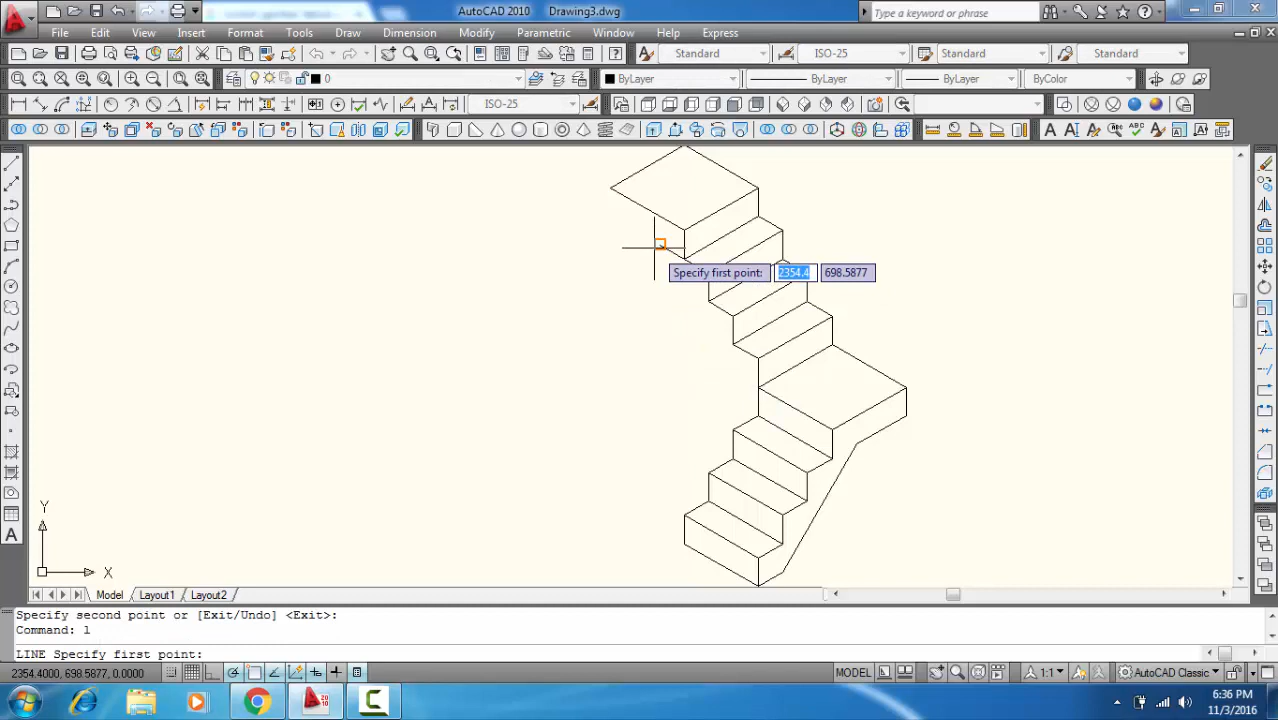 AutoCAD 2010 Drawing3.dwg Type a keyword or phrase
File Edit View Insert Format Tools Draw Dimension Modify Parametric Window Help Express
Standard ISO-25 Standard Standard
0 ByLayer ByLayer ByLayer ByColor
ISO-25
Specify first point: 2354.4 698.5877
Y
X
Model Layout1 Layout2
Specify second point or [Exit/Undo] <Exit>:
Command: l
LINE Specify first point:
2354.4000, 698.5877, 0.0000 MODEL 1:1 AutoCAD Classic
6:36 PM
11/3/2016